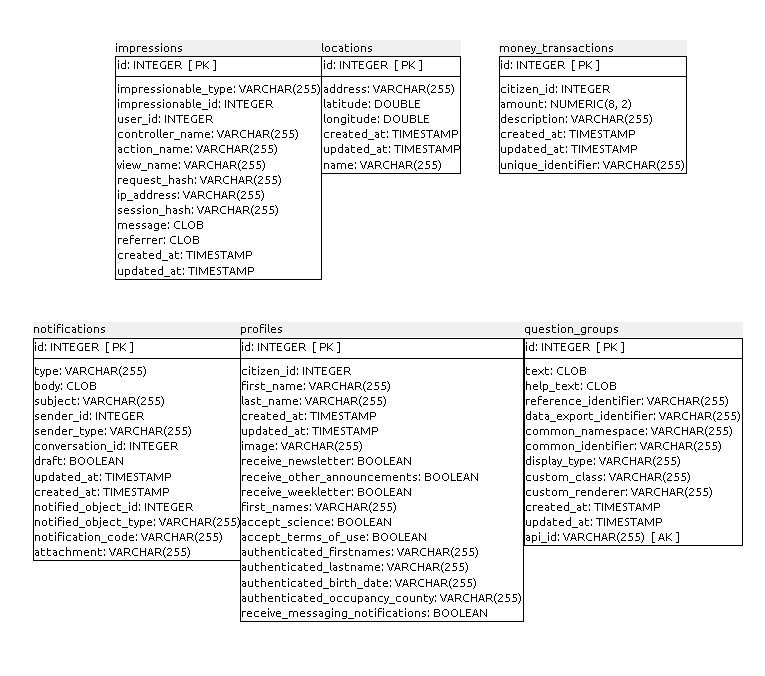 impressions
id: INTEGER [ PK ]
impressionable_type: VARCHAR(255)
impressionable_id: INTEGER
user_id: INTEGER
controller_name: VARCHAR(255)
action_name: VARCHAR(255)
view_name: VARCHAR(255)
request_hash: VARCHAR(255)
ip_address: VARCHAR(255)
session_hash: VARCHAR(255)
message: CLOB
referrer: CLOB
created_at: TIMESTAMP
updated_at: TIMESTAMP
locations
id: INTEGER [ PK ]
address: VARCHAR(255)
latitude: DOUBLE
longitude: DOUBLE
created_at: TIMESTAMP
updated_at: TIMESTAMP
name: VARCHAR(255)
money_transactions
id: INTEGER [ PK ]
citizen_id: INTEGER
amount: NUMERIC(8, 2)
description: VARCHAR(255)
created_at: TIMESTAMP
updated_at: TIMESTAMP
unique_identifier: VARCHAR(255)
notifications
id: INTEGER [ PK ]
type: VARCHAR(255)
body: CLOB
subject: VARCHAR(255)
sender_id: INTEGER
sender_type: VARCHAR(255)
conversation_id: INTEGER
draft: BOOLEAN
updated_at: TIMESTAMP
created_at: TIMESTAMP
notified_object_id: INTEGER
notified_object_type: VARCHAR(255)
notification_code: VARCHAR(255)
attachment: VARCHAR(255)
profiles
id: INTEGER [ PK ]
citizen_id: INTEGER
first_name: VARCHAR(255)
last_name: VARCHAR(255)
created_at: TIMESTAMP
updated_at: TIMESTAMP
image: VARCHAR(255)
receive_newsletter: BOOLEAN
receive_other_announcements: BOOLEAN
receive_weekletter: BOOLEAN
first_names: VARCHAR(255)
accept_science: BOOLEAN
accept_terms_of_use: BOOLEAN
authenticated_firstnames: VARCHAR(255)
authenticated_lastname: VARCHAR(255)
authenticated_birth_date: VARCHAR(255)
authenticated_occupancy_county: VARCHAR(255)
receive_messaging_notifications: BOOLEAN
question_groups
id: INTEGER [ PK ]
text: CLOB
help_text: CLOB
reference_identifier: VARCHAR(255)
data_export_identifier: VARCHAR(255)
common_namespace: VARCHAR(255)
common_identifier: VARCHAR(255)
display_type: VARCHAR(255)
custom_class: VARCHAR(255)
custom_renderer: VARCHAR(255)
created_at: TIMESTAMP
updated_at: TIMESTAMP
api_id: VARCHAR(255) [ AK ]